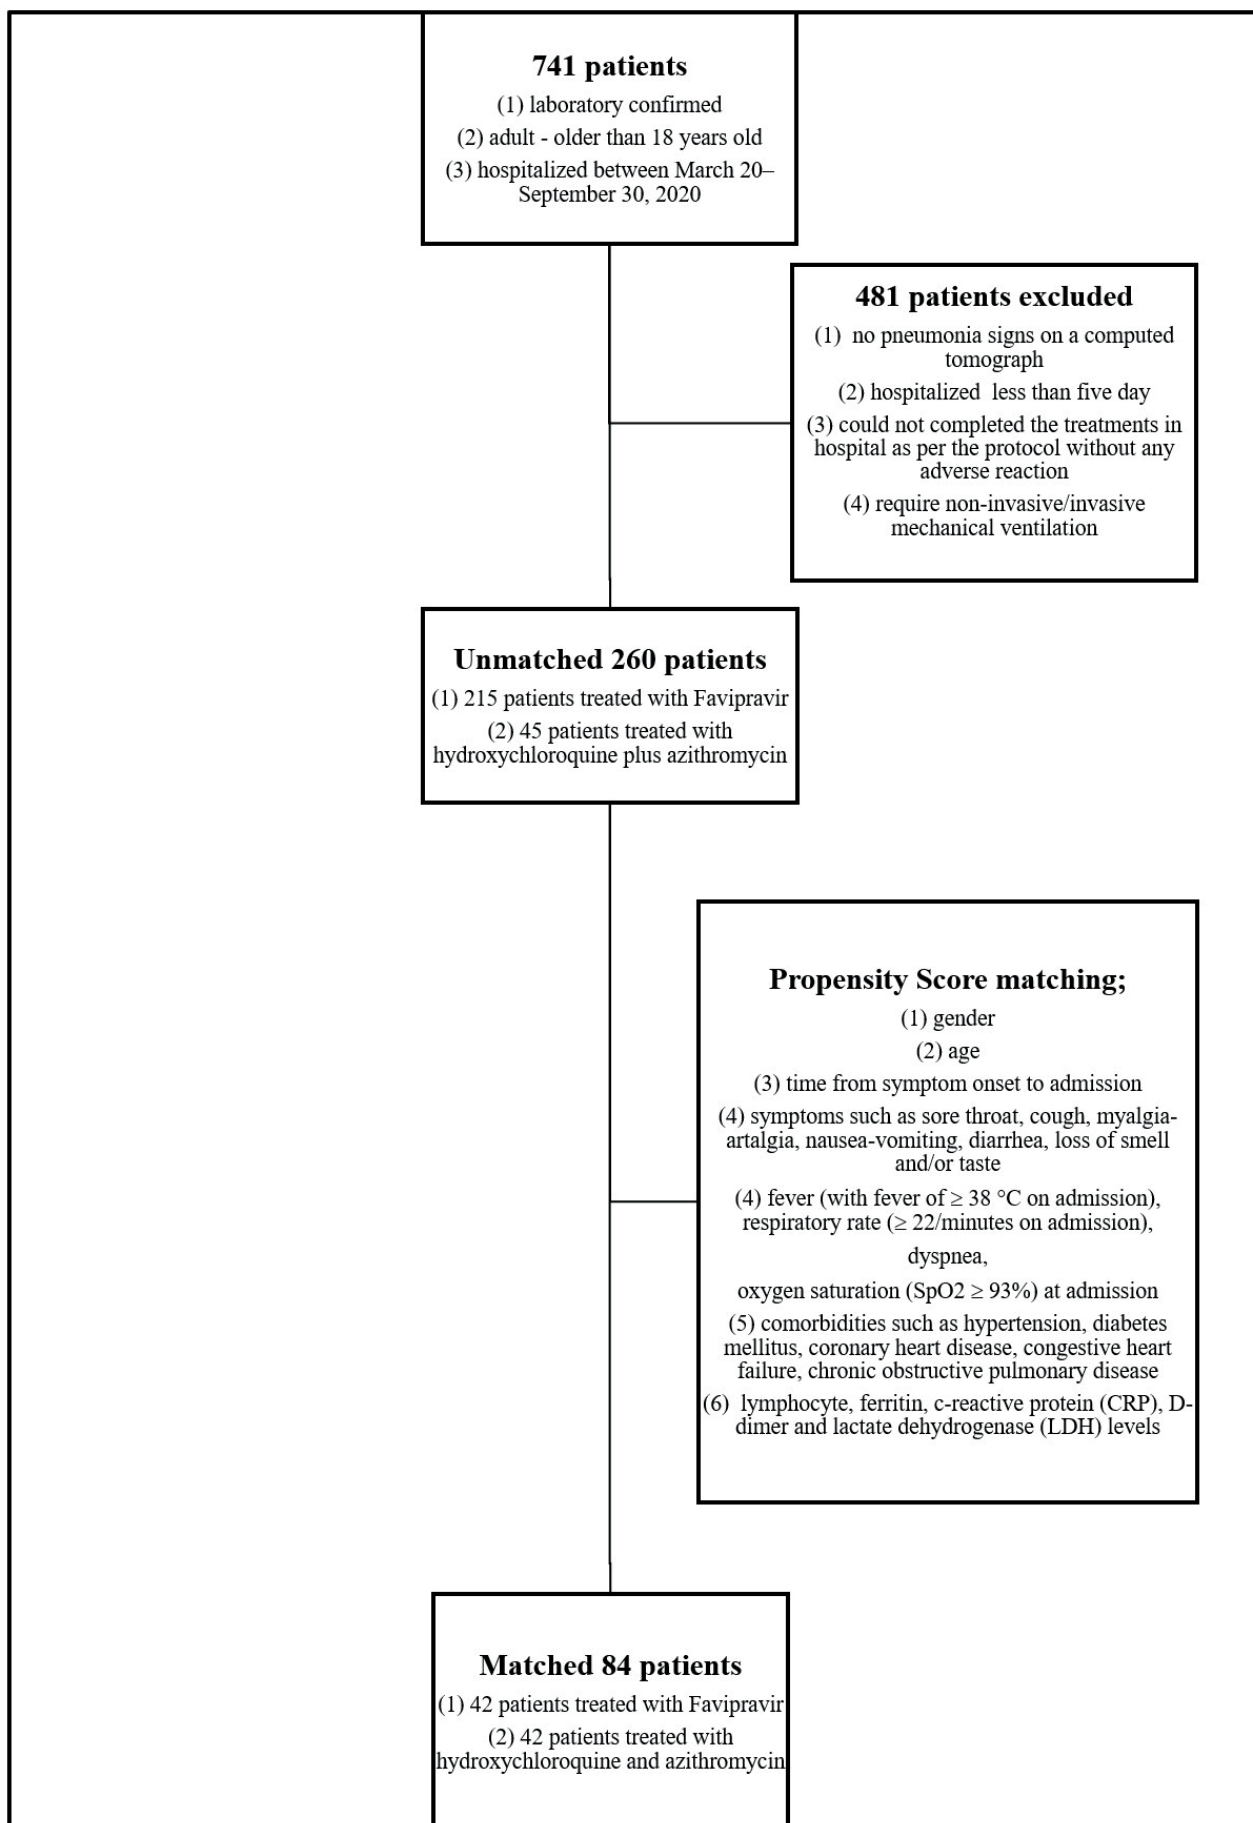 741 patients
(1) laboratory confirmed
(2) adult - older than 18 years old
(3) hospitalized between March 20–
September 30, 2020
481 patients excluded
(1) no pneumonia signs on a computed
tomograph
(2) hospitalized less than five day
(3) could not completed the treatments in
hospital as per the protocol without any
adverse reaction
(4) require non-invasive/invasive
mechanical ventilation
Unmatched 260 patients
(1) 215 patients treated with Favipravir
(2) 45 patients treated with
hydroxychloroquine plus azithromycin
Propensity Score matching;
(1) gender
(2) age
(3) time from symptom onset to admission
(4) symptoms such as sore throat, cough, myalgia-
artalgia, nausea-vomiting, diarrhea, loss of smell
and/or taste
(4) fever (with fever of ≥ 38 °C on admission),
respiratory rate (≥ 22/minutes on admission),
dyspnea,
oxygen saturation (SpO2 ≥ 93%) at admission
(5) comorbidities such as hypertension, diabetes
mellitus, coronary heart disease, congestive heart
failure, chronic obstructive pulmonary disease
(6) lymphocyte, ferritin, c-reactive protein (CRP), D-
dimer and lactate dehydrogenase (LDH) levels
Matched 84 patients
(1) 42 patients treated with Favipravir
(2) 42 patients treated with
hydroxychloroquine and azithromycin